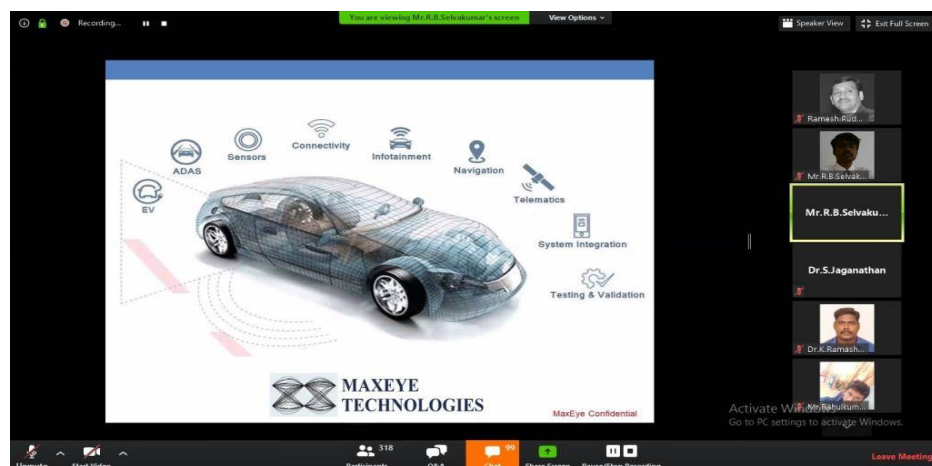 Recording...
You are viewing Mr.R.B.Selvakumar's screen
View Options
Speaker View
Exit Full Screen
Connectivity
Sensors
Infotainment
ADAS
Navigation
EV
Telematics
System Integration
Testing & Validation
MAXEYE
TECHNOLOGIES
MaxEye Confidential
Ramesh Pud...
Mr.R.B.Selvak...
Mr.R.B.Selvaku...
Dr.S.Jaganathan
Dr.K.Ramash...
Activate Windows
Go to PC settings to activate Windows.
318
99
Leave Meeting